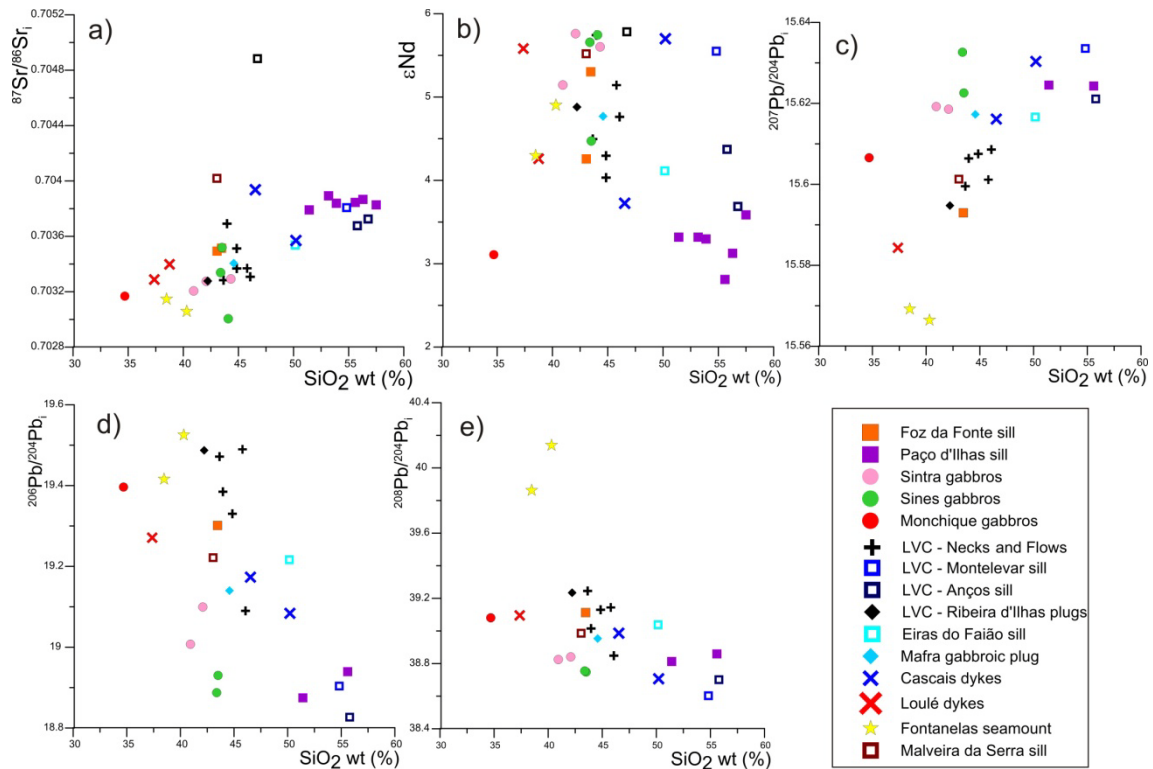 a)
⁸⁷Sr/⁸⁶Srᵢ
0.7052
0.7048
0.7044
0.704
0.7036
0.7032
0.7028
30 35 40 45 50 55 60
SiO₂ wt (%)
b)
εNd
6
5
4
3
2
30 35 40 45 50 55 60
SiO₂ wt (%)
c)
²⁰⁷Pb/²⁰⁴Pbᵢ
15.64
15.62
15.6
15.58
15.56
30 35 40 45 50 55 60
SiO₂ wt (%)
d)
²⁰⁶Pb/²⁰⁴Pbᵢ
19.6
19.4
19.2
19
18.8
30 35 40 45 50 55 60
SiO₂ wt (%)
e)
²⁰⁸Pb/²⁰⁴Pbᵢ
40.4
40
39.6
39.2
38.8
38.4
30 35 40 45 50 55 60
SiO₂ wt (%)
Foz da Fonte sill
Paço d'Ilhas sill
Sintra gabbros
Sines gabbros
Monchique gabbros
LVC - Necks and Flows
LVC - Montelevar sill
LVC - Anços sill
LVC - Ribeira d'Ilhas plugs
Eiras do Faião sill
Mafra gabbroic plug
Cascais dykes
Loulé dykes
Fontanelas seamount
Malveira da Serra sill